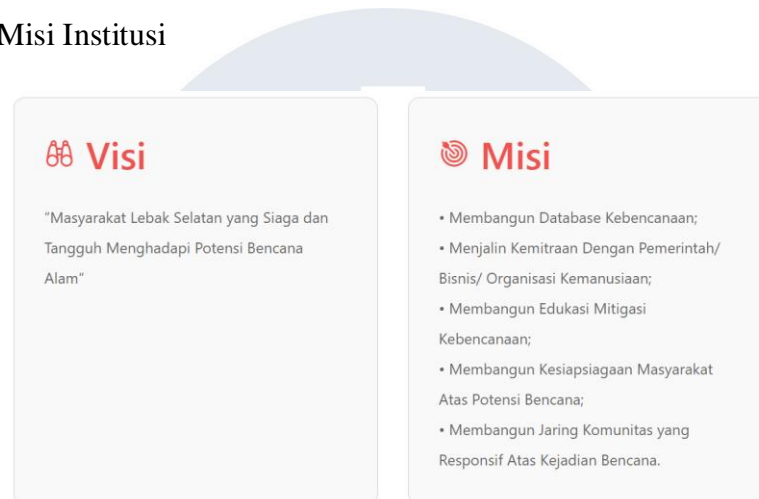 Misi Institusi
Visi
"Masyarakat Lebak Selatan yang Siaga dan
Tangguh Menghadapi Potensi Bencana
Alam"
Misi
• Membangun Database Kebencanaan;
• Menjalin Kemitraan Dengan Pemerintah/
Bisnis/ Organisasi Kemanusiaan;
• Membangun Edukasi Mitigasi
Kebencanaan;
• Membangun Kesiapsiagaan Masyarakat
Atas Potensi Bencana;
• Membangun Jaring Komunitas yang
Responsif Atas Kejadian Bencana.